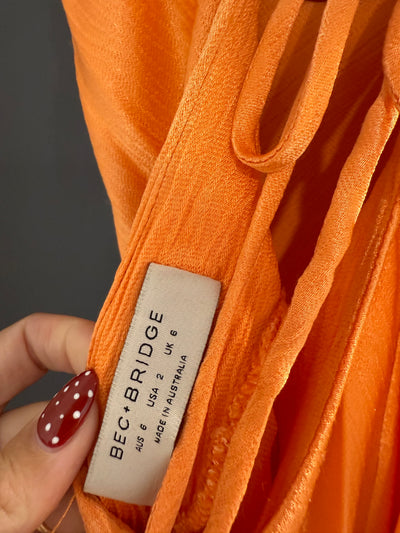 BEC+BRIDGE
AUS 6 USA 2 UK 6
MADE IN AUSTRALIA